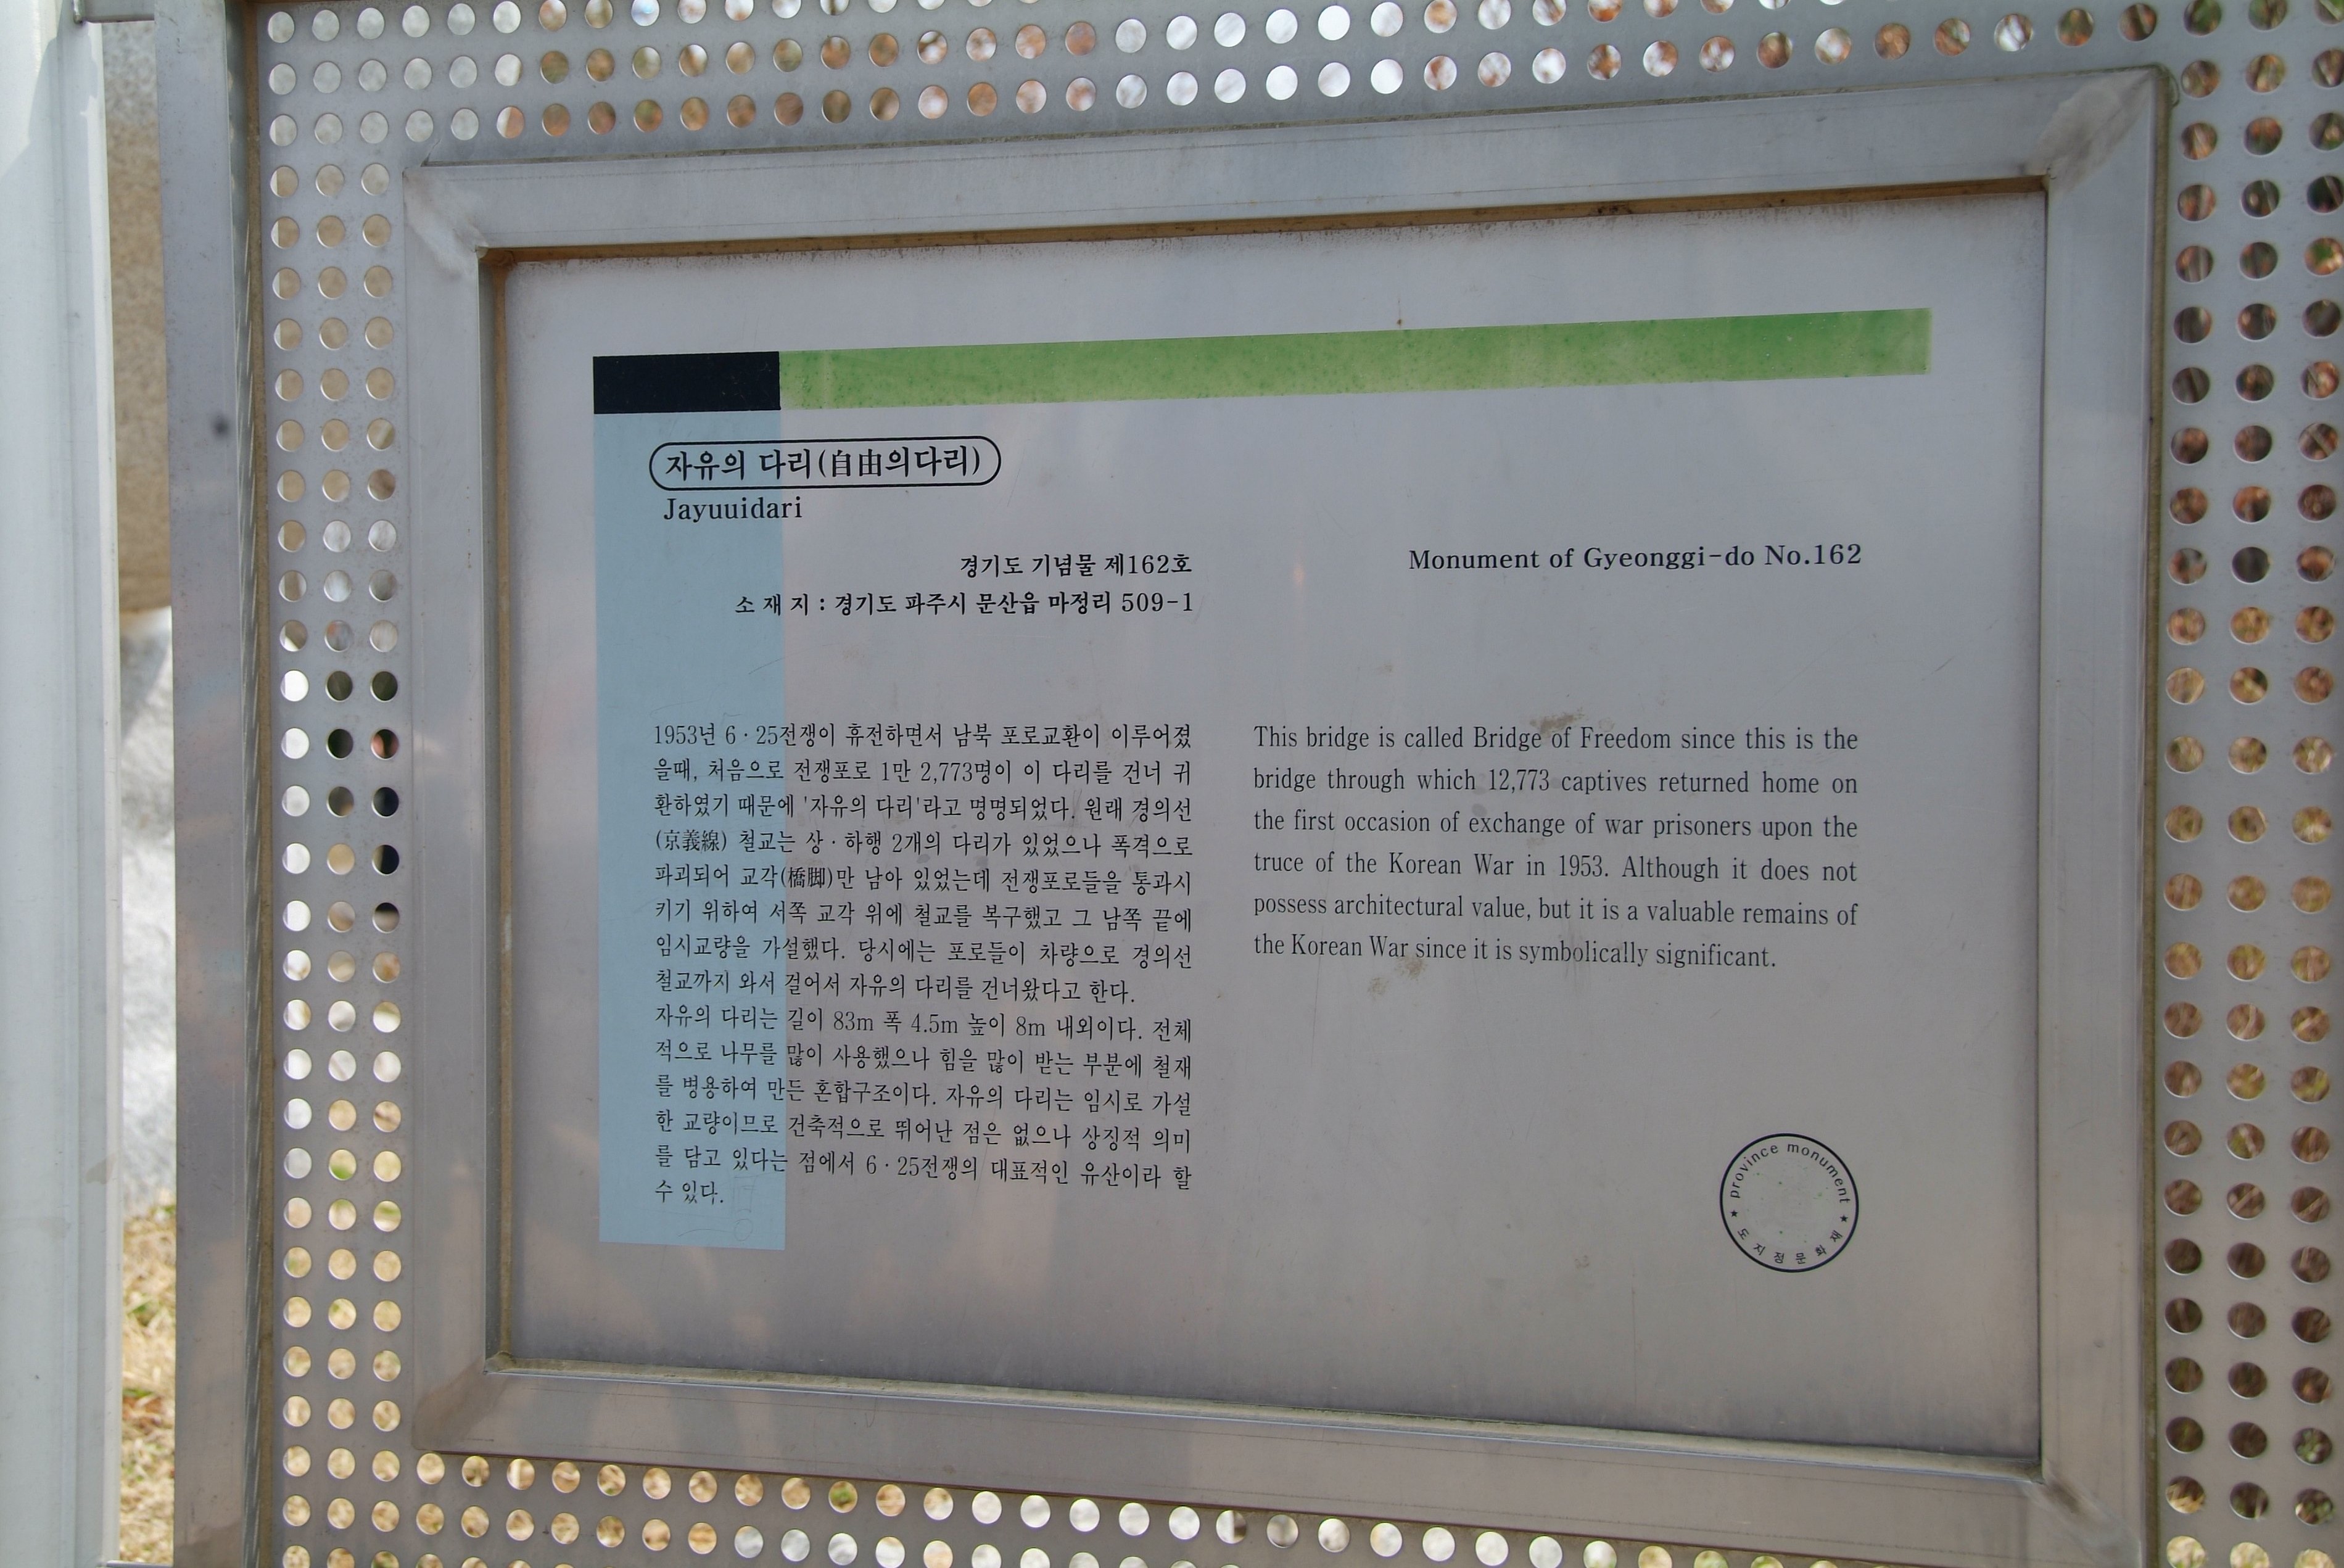 자유의 다리(自由의다리)
Jayuuidari
경기도 기념물 제162호
소 재 지 : 경기도 파주시 문산읍 마정리 509-1
1953년 6·25전쟁이 휴전하면서 남북 포로교환이 이루어졌
을때, 처음으로 전쟁포로 1만 2,773명이 이 다리를 건너 귀
환하였기 때문에 '자유의 다리'라고 명명되었다. 원래 경의선
(京義線) 철교는 상·하행 2개의 다리가 있었으나 폭격으로
파괴되어 교각(橋脚)만 남아 있었는데 전쟁포로들을 통과시
키기 위하여 서쪽 교각 위에 철교를 복구했고 그 남쪽 끝에
임시교량을 가설했다. 당시에는 포로들이 차량으로 경의선
철교까지 와서 걸어서 자유의 다리를 건너왔다고 한다.
자유의 다리는 길이 83m 폭 4.5m 높이 8m 내외이다. 전체
적으로 나무를 많이 사용했으나 힘을 많이 받는 부분에 철재
를 병용하여 만든 혼합구조이다. 자유의 다리는 임시로 가설
한 교량이므로 건축적으로 뛰어난 점은 없으나 상징적 의미
를 담고 있다는 점에서 6·25전쟁의 대표적인 유산이라 할
수 있다.
Monument of Gyeonggi-do No.162
This bridge is called Bridge of Freedom since this is the
bridge through which 12,773 captives returned home on
the first occasion of exchange of war prisoners upon the
truce of the Korean War in 1953. Although it does not
possess architectural value, but it is a valuable remains of
the Korean War since it is symbolically significant.
province monument
★ 도지정문화재 ★